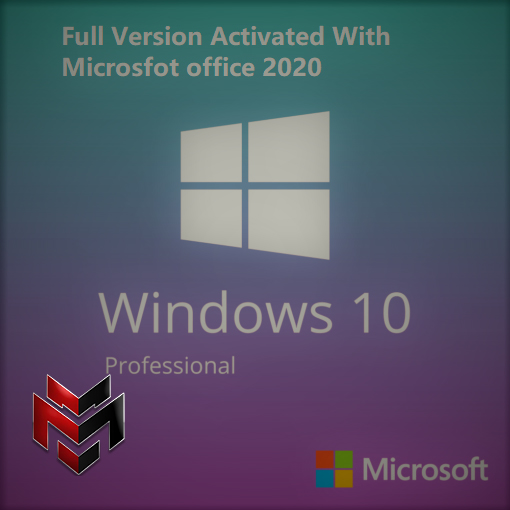 Full Version Activated With
Microsfot office 2020
Windows 10
Professional
Microsoft